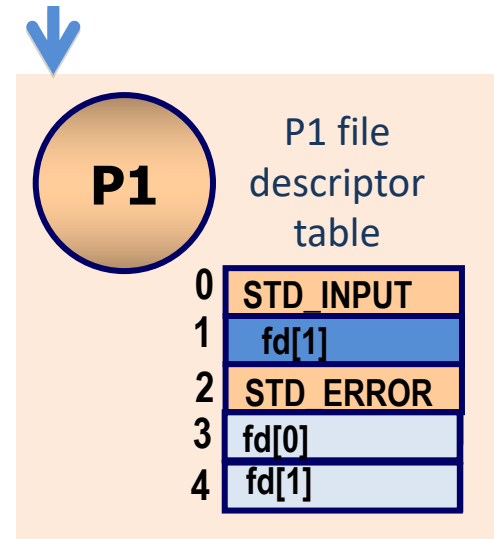 P1
P1 file
descriptor
table
0 STD_INPUT
1 fd[1]
2 STD_ERROR
3 fd[0]
4 fd[1]